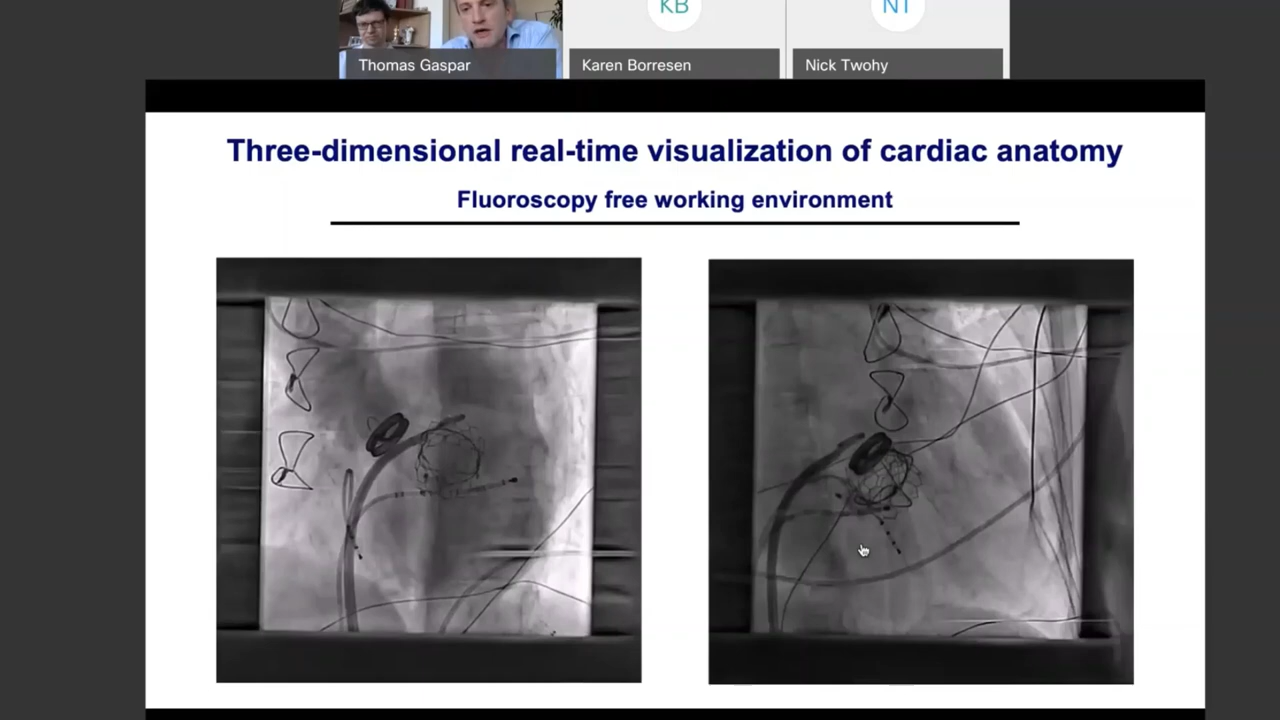 KB
NT
Thomas Gaspar
Karen Borresen
Nick Twohy
Three-dimensional real-time visualization of cardiac anatomy
Fluoroscopy free working environment